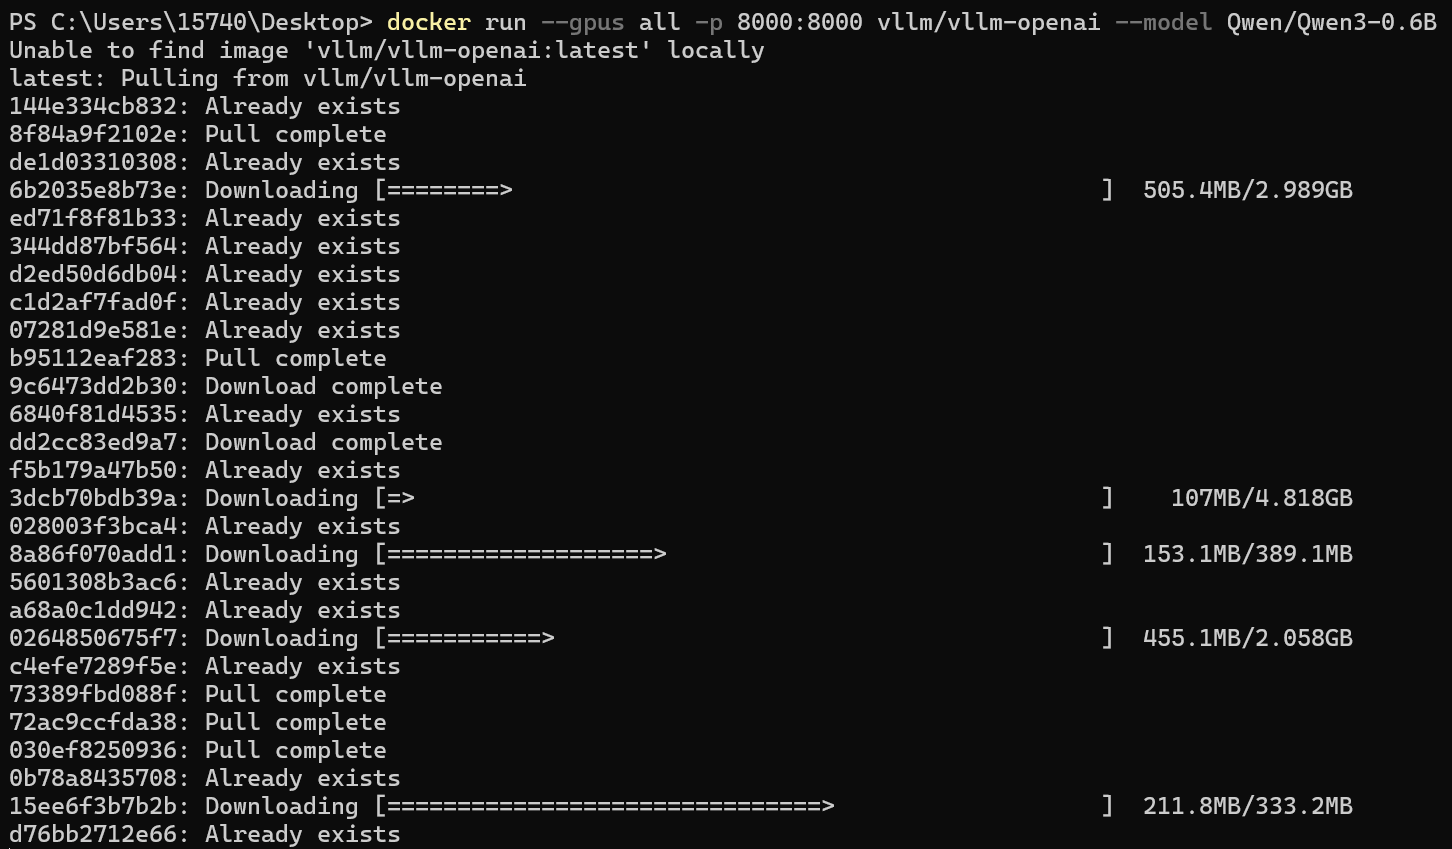 PS C:\Users\15740\Desktop> docker run --gpus all -p 8000:8000 vllm/vllm-openai --model Qwen/Qwen3-0.6B
Unable to find image 'vllm/vllm-openai:latest' locally
latest: Pulling from vllm/vllm-openai
144e334cb832: Already exists
8f84a9f2102e: Pull complete
de1d03310308: Already exists
6b2035e8b73e: Downloading [========>                                          ]  505.4MB/2.989GB
ed71f8f81b33: Already exists
344dd87bf564: Already exists
d2ed50d6db04: Already exists
c1d2af7fad0f: Already exists
07281d9e581e: Already exists
b95112eaf283: Pull complete
9c6473dd2b30: Download complete
6840f81d4535: Already exists
dd2cc83ed9a7: Download complete
f5b179a47b50: Already exists
3dcb70bdb39a: Downloading [=>                                                 ]    107MB/4.818GB
028003f3bca4: Already exists
8a86f070add1: Downloading [===================>                               ]  153.1MB/389.1MB
5601308b3ac6: Already exists
a68a0c1dd942: Already exists
0264850675f7: Downloading [===========>                                       ]  455.1MB/2.058GB
c4efe7289f5e: Already exists
73389fbd088f: Pull complete
72ac9ccfda38: Pull complete
030ef8250936: Pull complete
0b78a8435708: Already exists
15ee6f3b7b2b: Downloading [===============================>                   ]  211.8MB/333.2MB
d76bb2712e66: Already exists